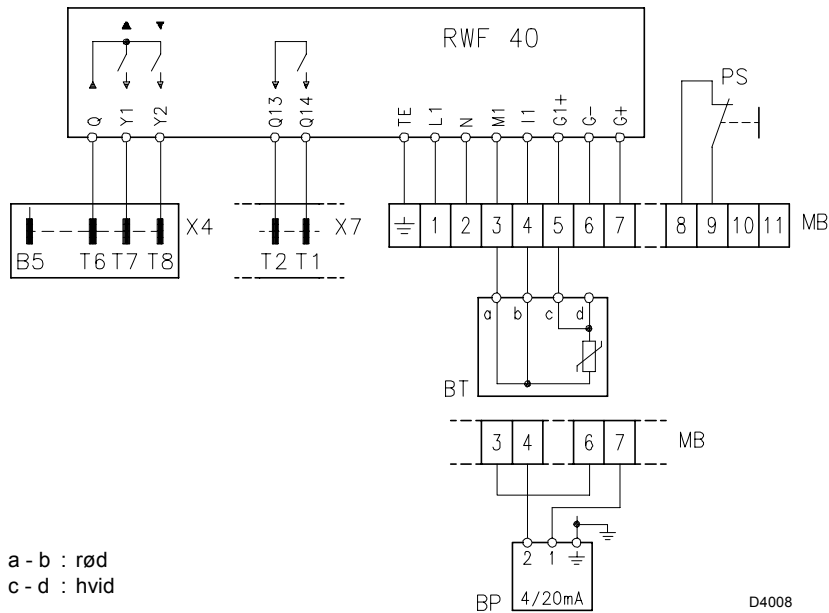 RWF 40
Q Y1 Y2 Q13 Q14 TE L1 N M1 I1 G1+ G- G+
PS
X4
B5 T6 T7 T8
X7
T2 T1
1 2 3 4 5 6 7 8 9 10 11 MB
a b c d
BT
3 4 6 7 MB
2 1
BP 4/20mA
a - b : rød
c - d : hvid
D4008